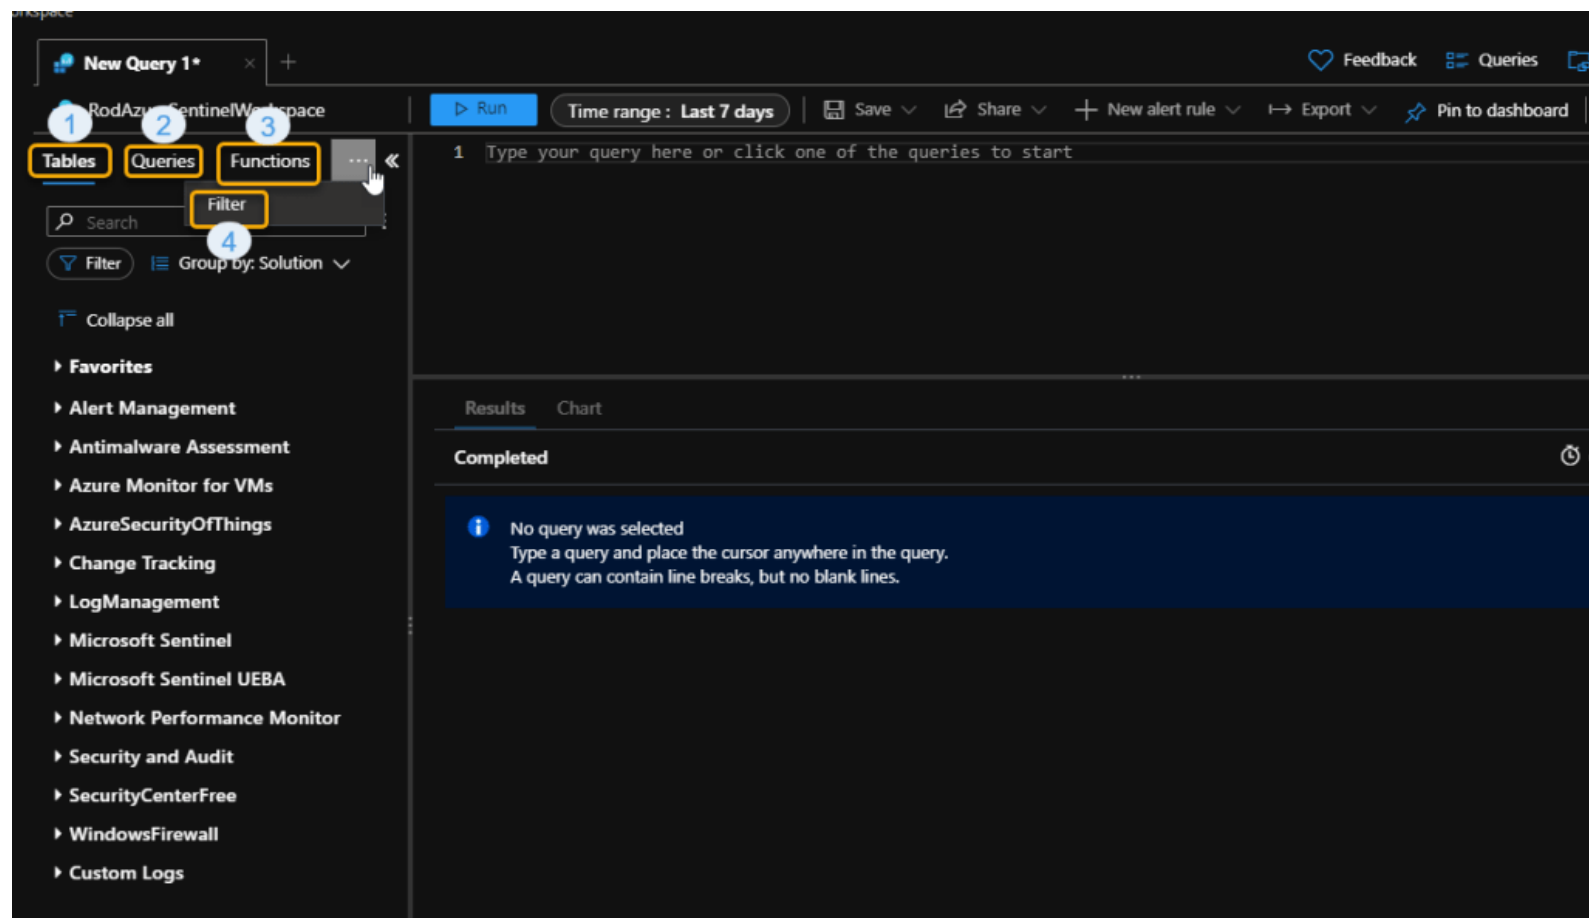 New Query 1*
Feedback
Queries
Run
Time range : Last 7 days
Save
Share
New alert rule
Export
Pin to dashboard
1
2
3
Tables
Queries
Functions
...
«
1 Type your query here or click one of the queries to start
Filter
Search
4
Filter
Group by: Solution
Collapse all
Favorites
Alert Management
Antimalware Assessment
Azure Monitor for VMs
AzureSecurityOfThings
Change Tracking
LogManagement
Microsoft Sentinel
Microsoft Sentinel UEBA
Network Performance Monitor
Security and Audit
SecurityCenterFree
WindowsFirewall
Custom Logs
Results
Chart
Completed
No query was selected
Type a query and place the cursor anywhere in the query.
A query can contain line breaks, but no blank lines.